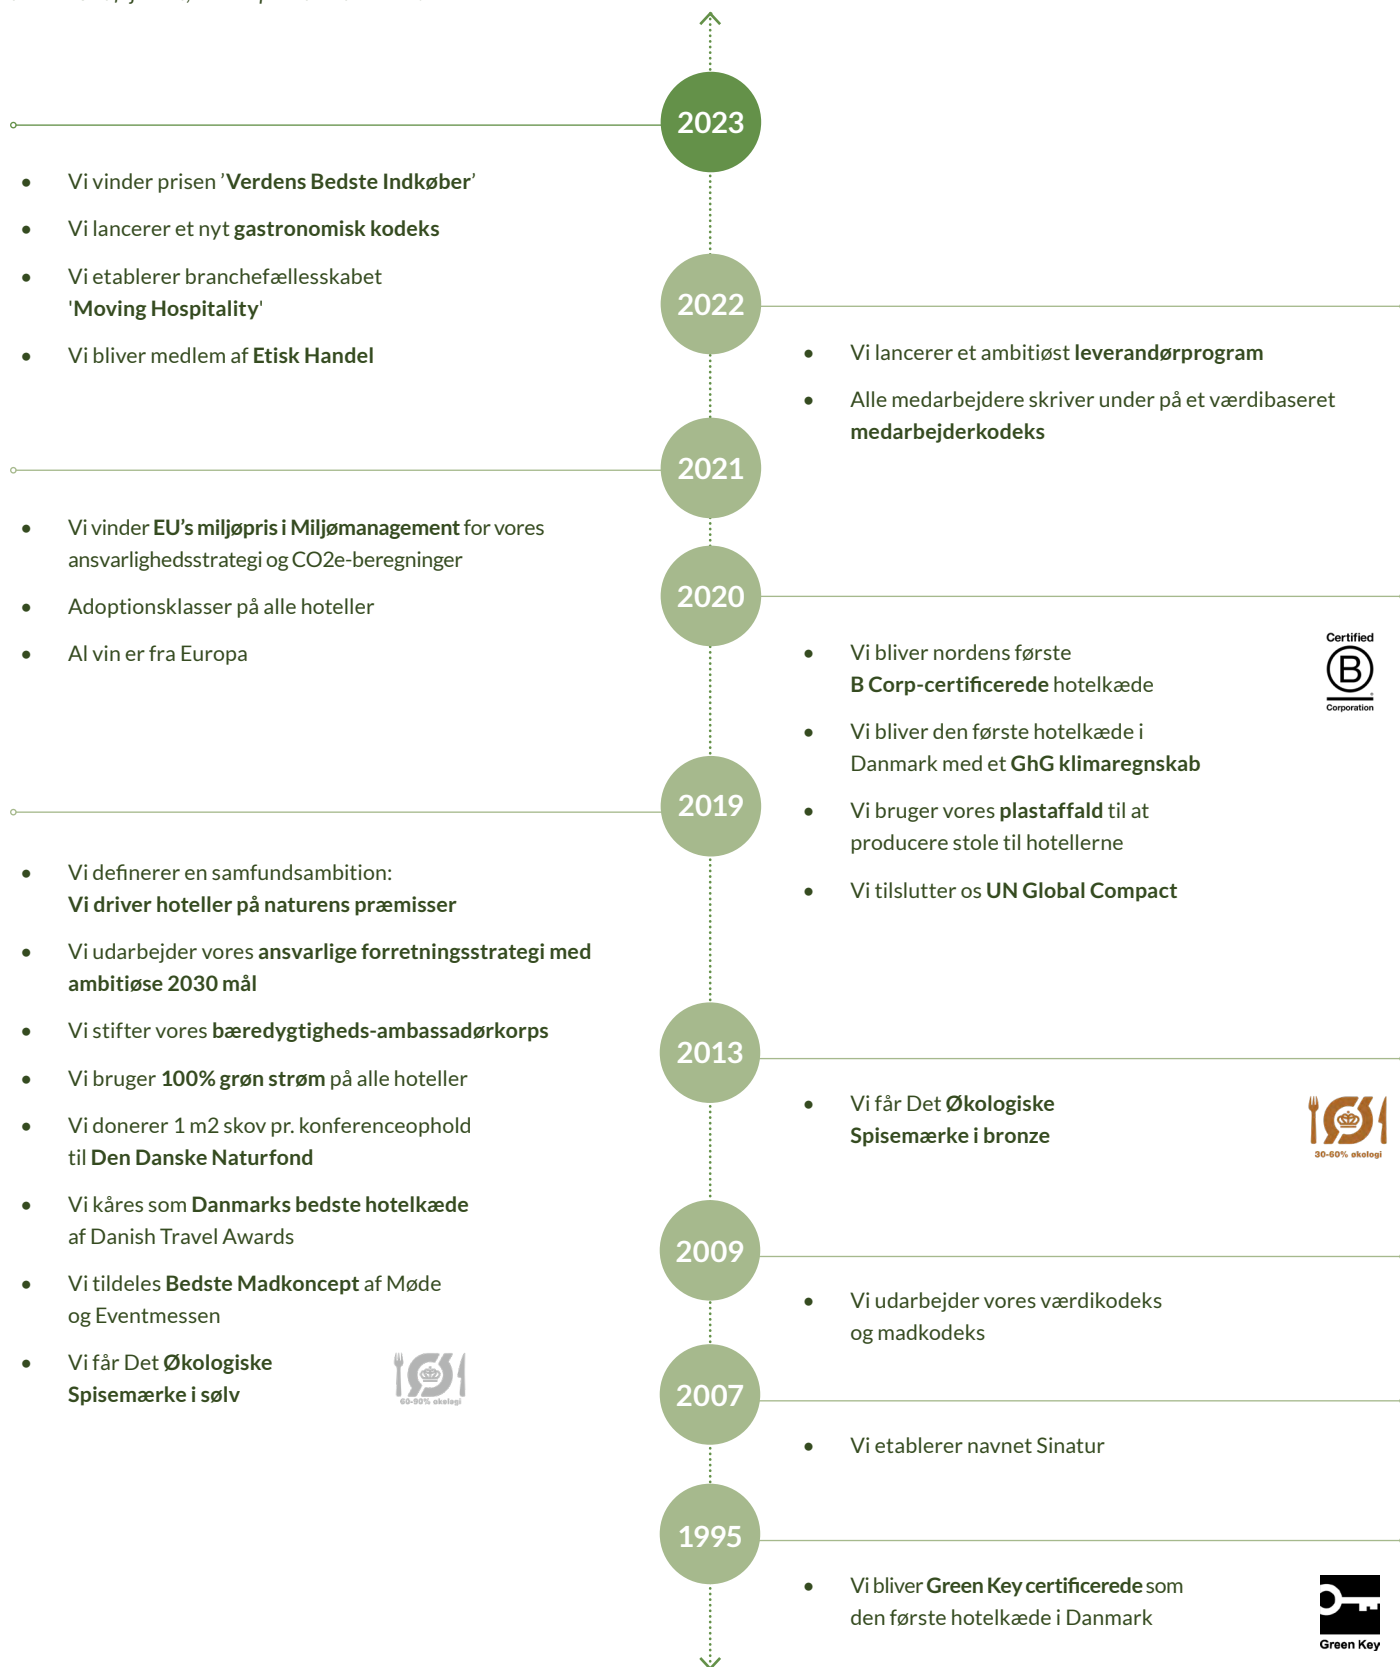 2023
Vi vinder prisen ’Verdens Bedste Indkøber’
Vi lancerer et nyt gastronomisk kodeks
Vi etablerer branchefællesskabet
'Moving Hospitality'
Vi bliver medlem af Etisk Handel
2022
Vi lancerer et ambitiøst leverandørprogram
Alle medarbejdere skriver under på et værdibaseret
medarbejderkodeks
2021
Vi vinder EU’s miljøpris i Miljømanagement for vores
ansvarlighedsstrategi og CO2e-beregninger
Adoptionsklasser på alle hoteller
Al vin er fra Europa
2020
Vi bliver nordens første
B Corp-certificerede hotelkæde
Certified
B
Corporation
Vi bliver den første hotelkæde i
Danmark med et GhG klimaregnskab
Vi bruger vores plastaffald til at
producere stole til hotellerne
Vi tilslutter os UN Global Compact
2019
Vi definerer en samfundsambition:
Vi driver hoteller på naturens præmisser
Vi udarbejder vores ansvarlige forretningsstrategi med
ambitiøse 2030 mål
Vi stifter vores bæredygtigheds-ambassadørkorps
Vi bruger 100% grøn strøm på alle hoteller
Vi donerer 1 m2 skov pr. konferenceophold
til Den Danske Naturfond
Vi kåres som Danmarks bedste hotelkæde
af Danish Travel Awards
Vi tildeles Bedste Madkoncept af Møde
og Eventmessen
Vi får Det Økologiske
Spisemærke i sølv
Ø
60-90% økologi
2013
Vi får Det Økologiske
Spisemærke i bronze
Ø
30-60% økologi
2009
Vi udarbejder vores værdikodeks
og madkodeks
2007
Vi etablerer navnet Sinatur
1995
Vi bliver Green Key certificerede som
den første hotelkæde i Danmark
Green Key